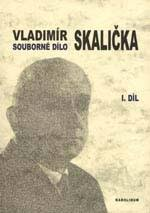 VLADIMÍR
SOUBORNÉ DÍLO
SKALIČKA
I. DÍL
KAROLINUM